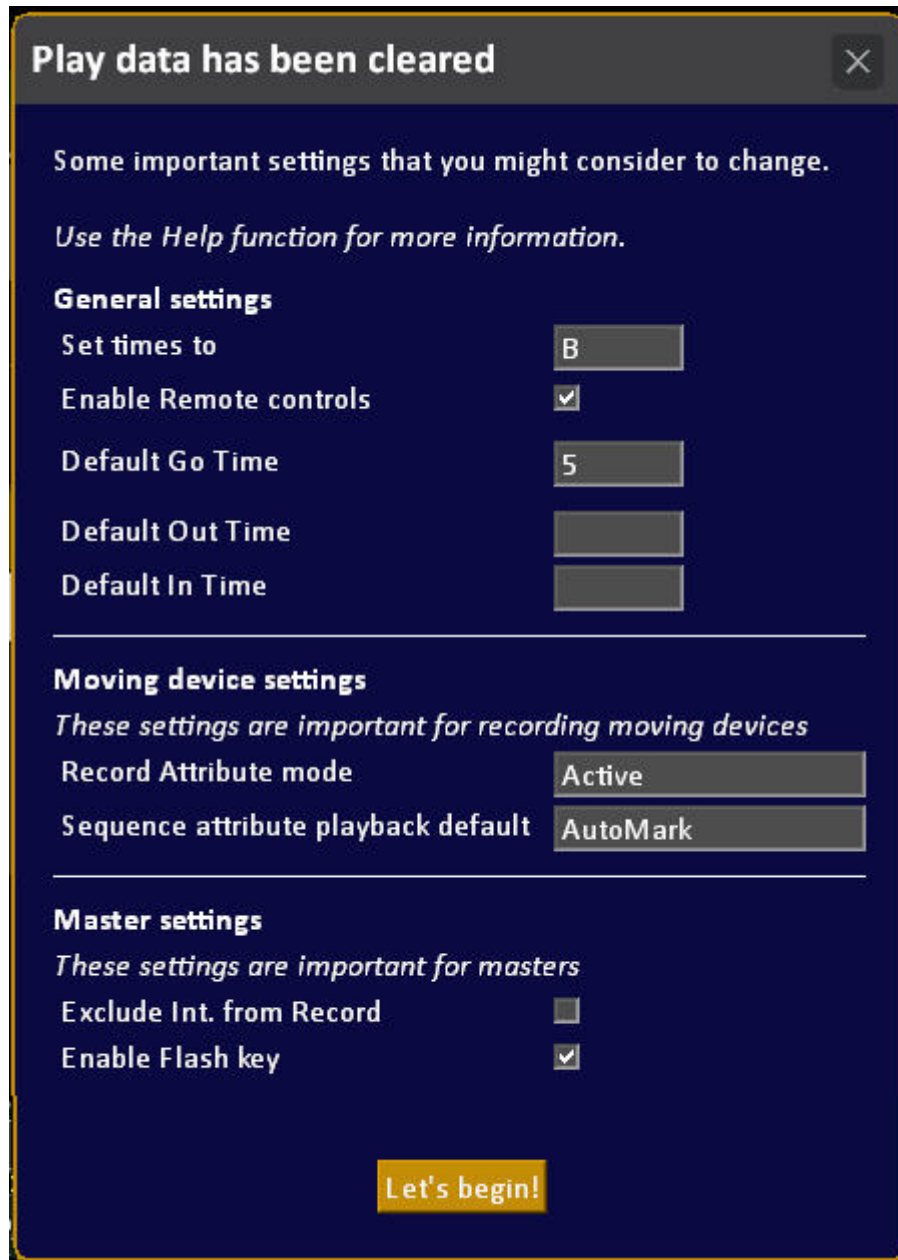 Play data has been cleared
Some important settings that you might consider to change.
Use the Help function for more information.
General settings
Set times to B
Enable Remote controls
Default Go Time 5
Default Out Time
Default In Time
Moving device settings
These settings are important for recording moving devices
Record Attribute mode Active
Sequence attribute playback default AutoMark
Master settings
These settings are important for masters
Exclude Int. from Record
Enable Flash key
Let's begin!